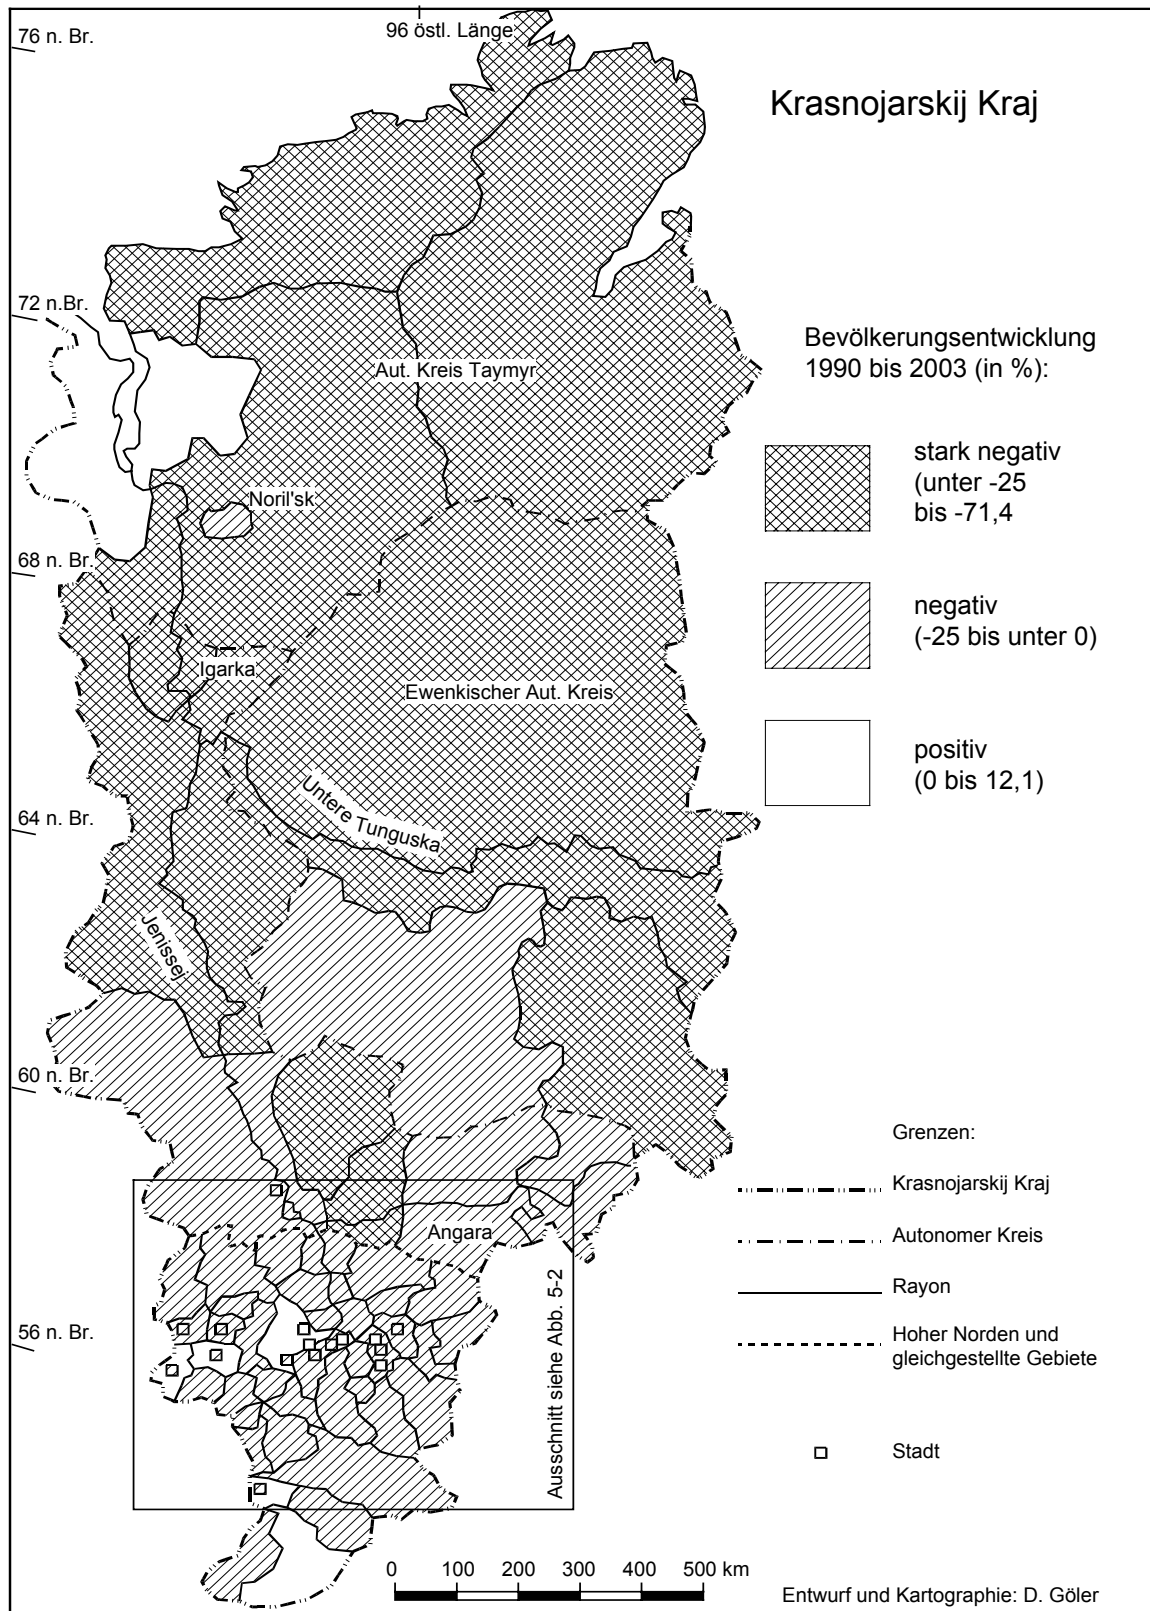 96 östl. Länge
76 n. Br.
Krasnojarskij Kraj
72 n.Br.
Bevölkerungsentwicklung
1990 bis 2003 (in %):
Aut. Kreis Taymyr
stark negativ
(unter -25
bis -71,4
Noril'sk
68 n. Br.
negativ
(-25 bis unter 0)
Igarka
Ewenkischer Aut. Kreis
positiv
(0 bis 12,1)
Untere Tunguska
64 n. Br.
Jenissej
60 n. Br.
Grenzen:
Krasnojarskij Kraj
Angara
Autonomer Kreis
Rayon
Ausschnitt siehe Abb. 5-2
56 n. Br.
Hoher Norden und
gleichgestellte Gebiete
Stadt
0 100 200 300 400 500 km
Entwurf und Kartographie: D. Göler